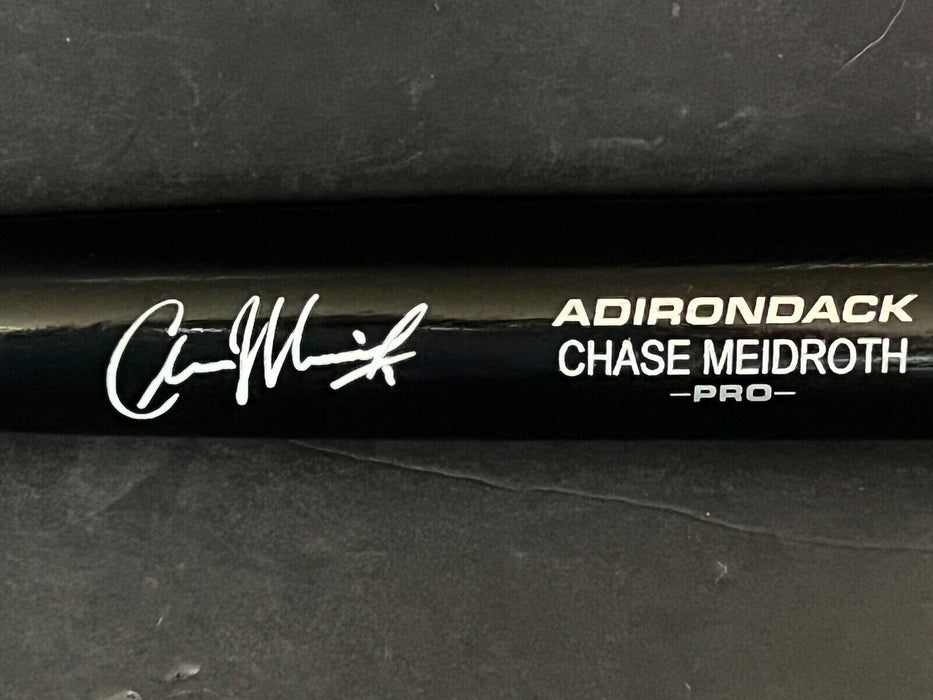 ADIRONDACK
CHASE MEIDROTH
-PRO-